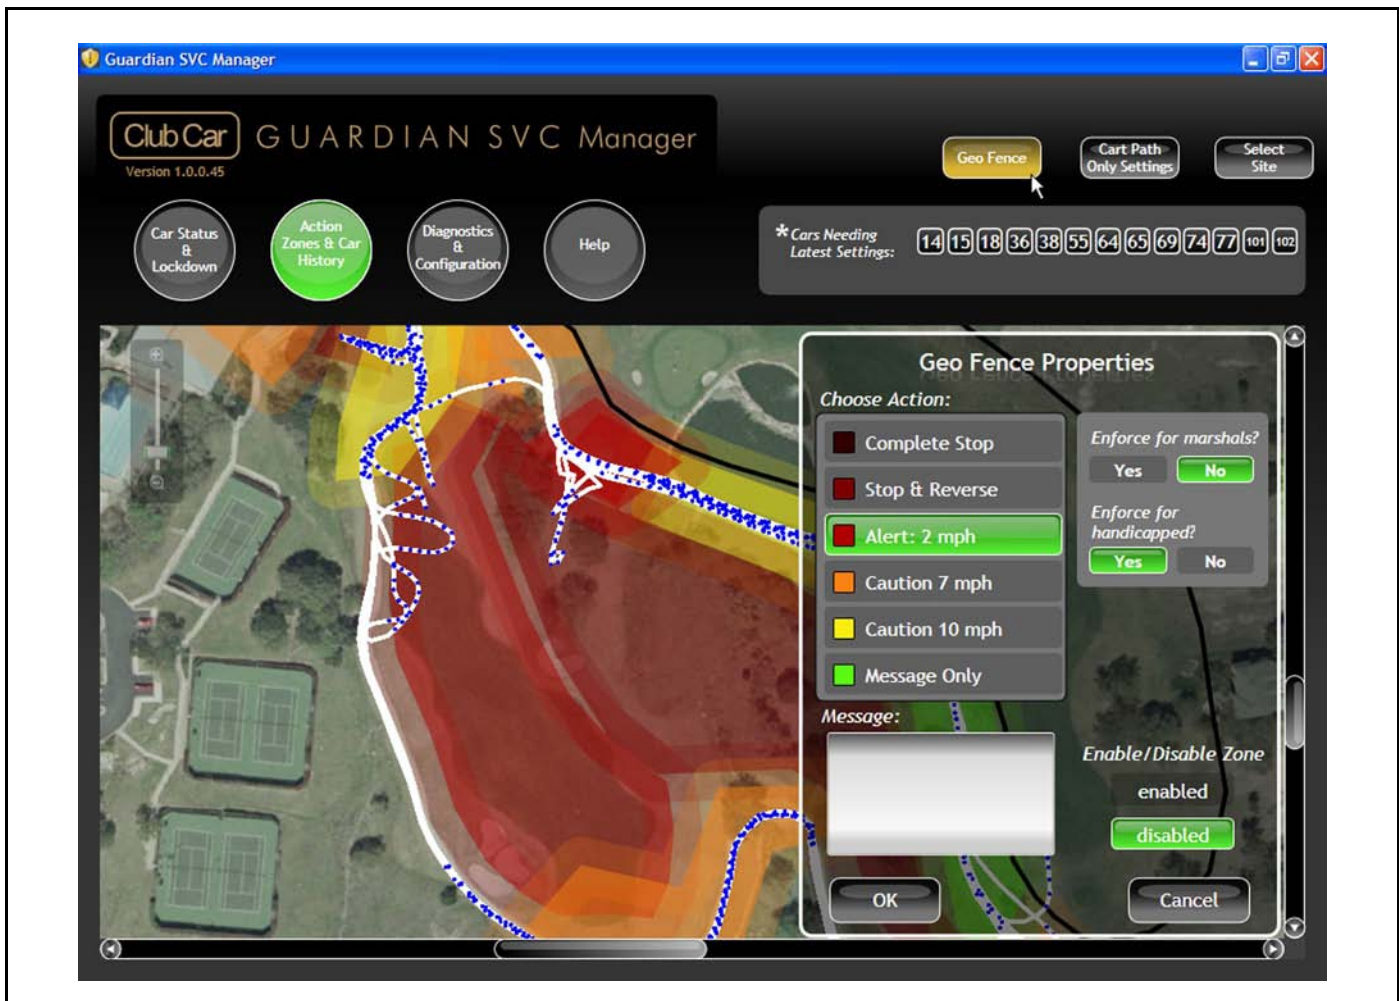 Guardian SVC Manager
Club Car GUARDIAN SVC Manager
Version 1.0.0.45
Geo Fence
Cart Path
Only Settings
Select
Site
Car Status
&
Lockdown
Action
Zones & Car
History
Diagnostics
&
Configuration
Help
*Cars Needing
Latest Settings:
14 15 18 36 38 55 64 65 69 74 77 101 102
Geo Fence Properties
Choose Action:
Complete Stop
Stop & Reverse
Alert: 2 mph
Caution 7 mph
Caution 10 mph
Message Only
Enforce for marshals?
Yes No
Enforce for
handicapped?
Yes No
Message:
Enable/Disable Zone
enabled
disabled
OK
Cancel